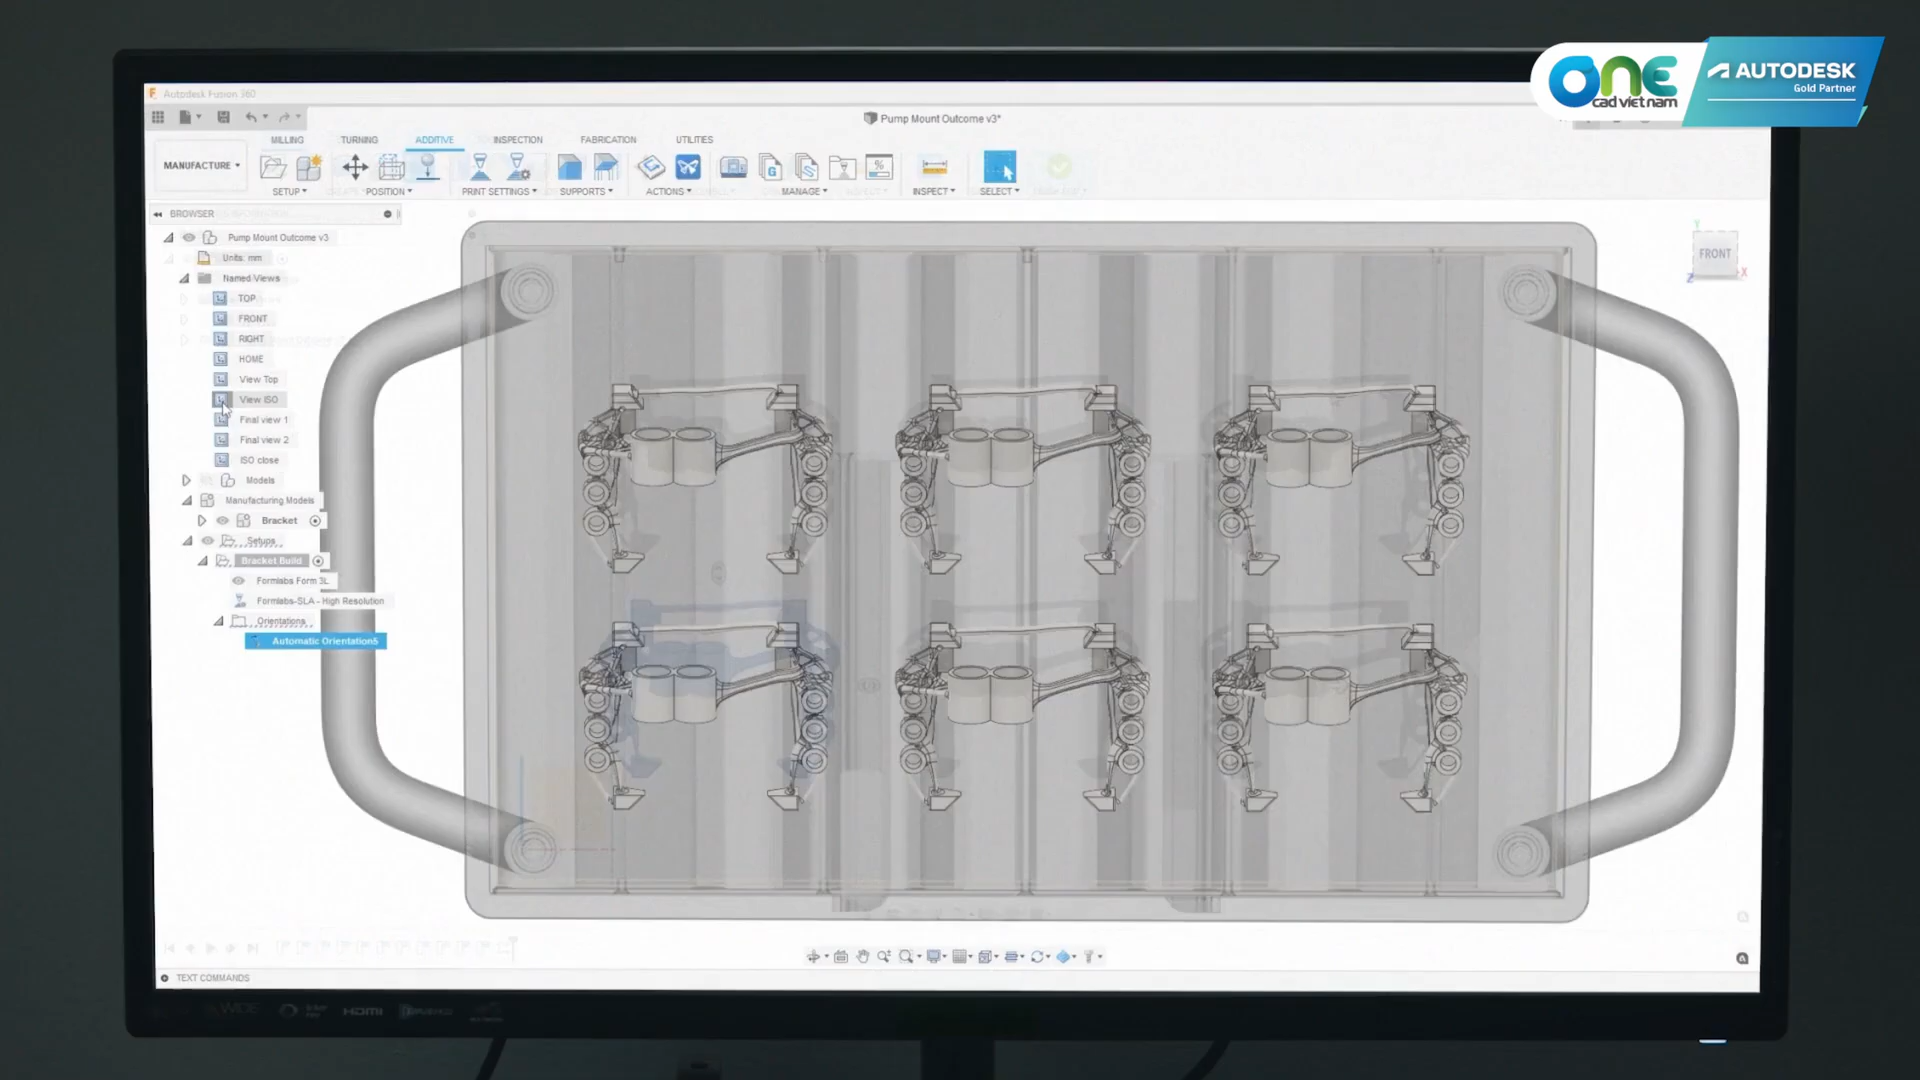 ONE
cad viet nam
AUTODESK
Gold Partner
Autodesk Fusion 360
Pump Mount Outcome v3*
MILLING
TURNING
ADDITIVE
INSPECTION
FABRICATION
UTILITIES
MANUFACTURE
SETUP
POSITION
PRINT SETTINGS
SUPPORTS
ACTIONS
MANAGE
INSPECT
SELECT
BROWSER
Pump Mount Outcome v3
Units: mm
Named Views
TOP
FRONT
RIGHT
HOME
View Top
View ISO
Final view 1
Final view 2
ISO close
Models
Manufacturing Models
Bracket
Setups
Bracket Build
Formlabs Form 3L
Formlabs-SLA - High Resolution
Orientations
Automatic Orientation5
FRONT
X
Z
TEXT COMMANDS
WIDE
HDMI